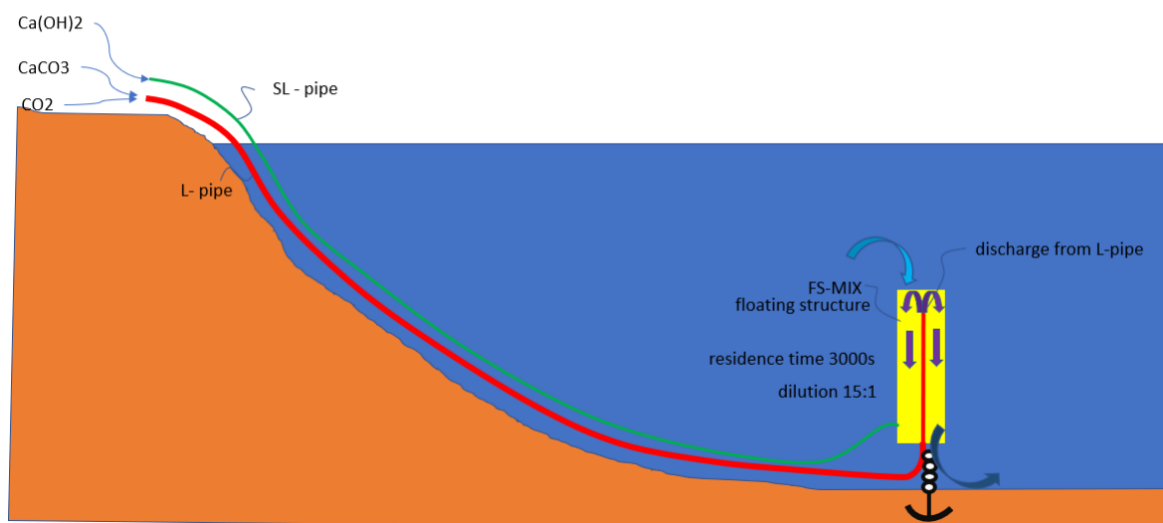 Ca(OH)2
CaCO3
CO2
SL - pipe
L- pipe
discharge from L-pipe
FS-MIX
floating structure
residence time 3000s
dilution 15:1